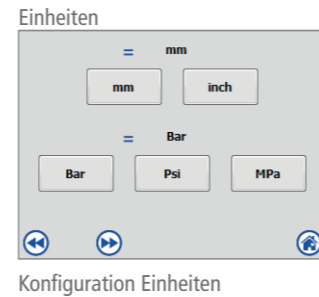 Einheiten
= mm
mm inch
= Bar
Bar Psi MPa
Konfiguration Einheiten